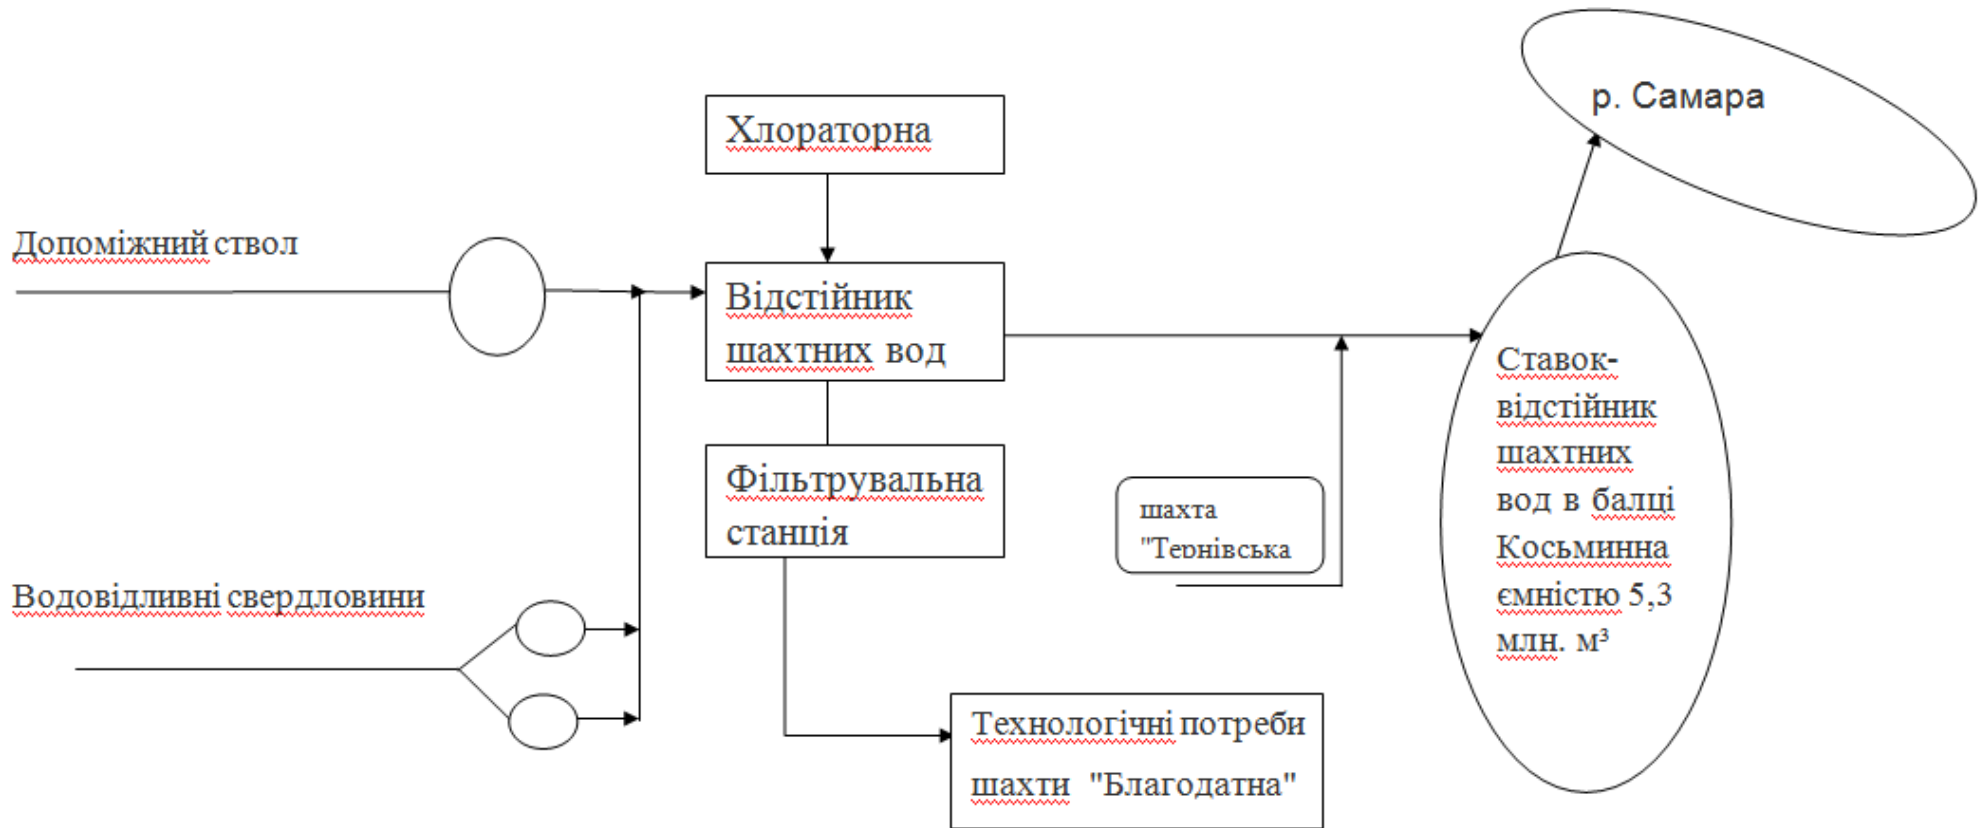 р. Самара
Хлораторна
Допоміжний ствол
Відстійник
шахтних вод
Ставок-
відстійник
шахтних
вод в балці
Косьминна
ємністю 5,3
млн. м³
Фільтрувальна
станція
шахта
"Тернівська
Водовідливні свердловини
Технологічні потреби
шахти "Благодатна"